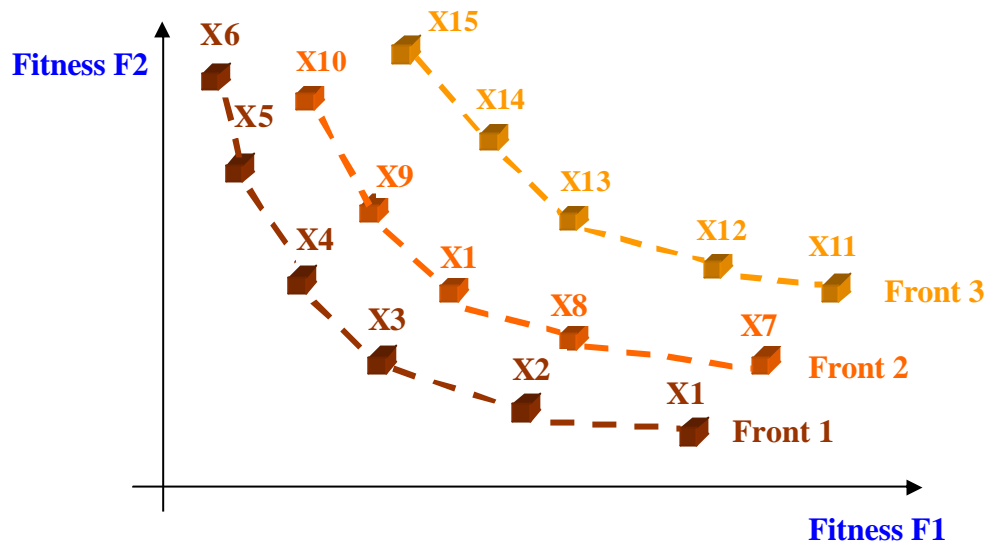 X15
X6
Fitness F2
X10
X14
X5
X9
X13
X4
X12
X11
X1
Front 3
X3
X8
X7
Front 2
X2
X1
Front 1
Fitness F1